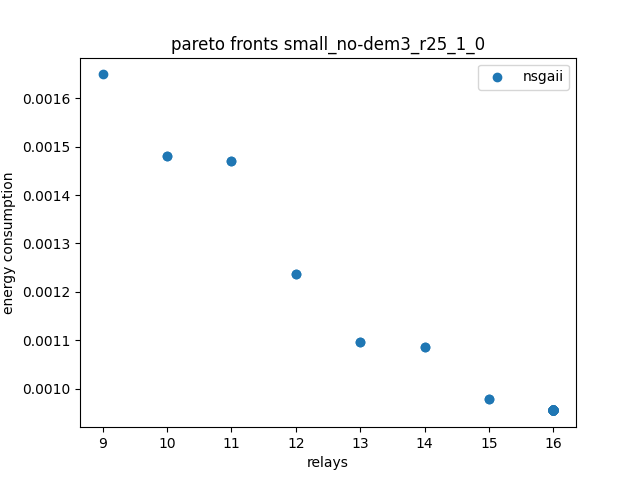 pareto fronts small_no-dem3_r25_1_0
nsgaii
energy consumption
0.0016
0.0015
0.0014
0.0013
0.0012
0.0011
0.0010
9 10 11 12 13 14 15 16
relays